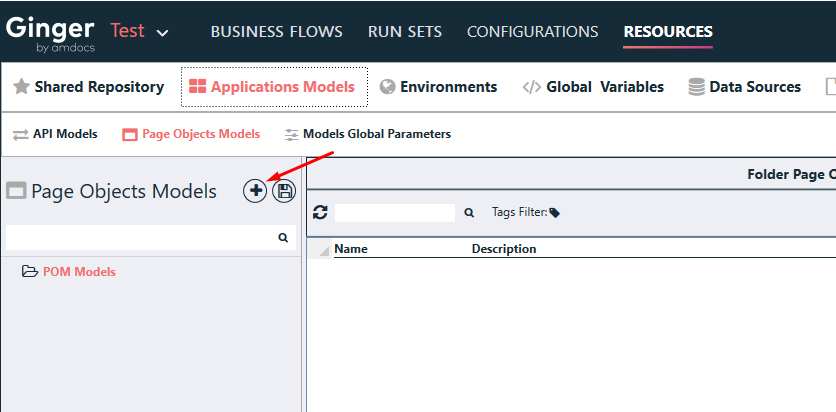 Ginger
by amdocs
Test
BUSINESS FLOWS
RUN SETS
CONFIGURATIONS
RESOURCES
Shared Repository
Applications Models
Environments
</> Global Variables
Data Sources
API Models
Page Objects Models
Models Global Parameters
Page Objects Models
Folder Page O
Tags Filter:
Name
Description
POM Models